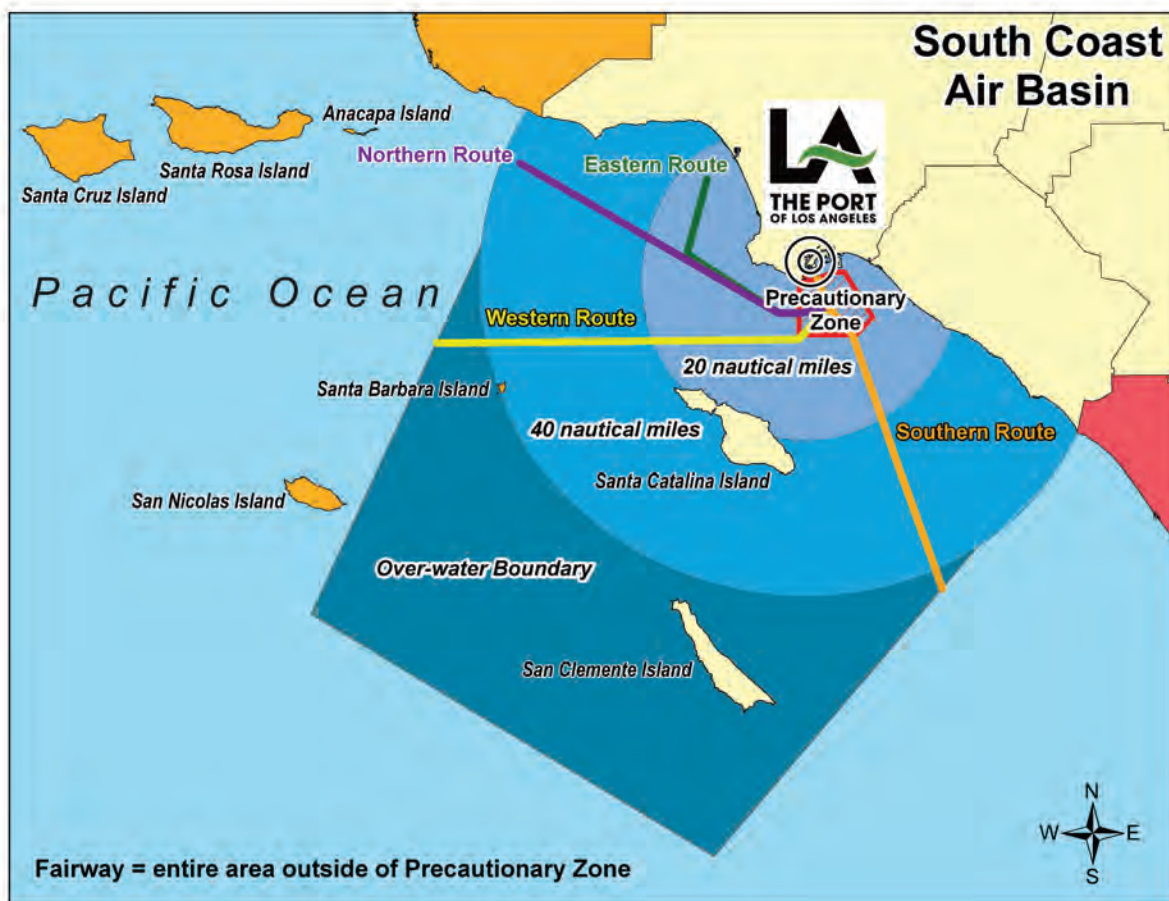 South Coast
Air Basin
LA
THE PORT
OF LOS ANGELES
Anacapa Island
Northern Route
Eastern Route
Santa Rosa Island
Santa Cruz Island
Pacific Ocean
Precautionary
Zone
Western Route
20 nautical miles
Santa Barbara Island
40 nautical miles
Southern Route
Santa Catalina Island
San Nicolas Island
Over-water Boundary
San Clemente Island
N
W
E
S
Fairway = entire area outside of Precautionary Zone